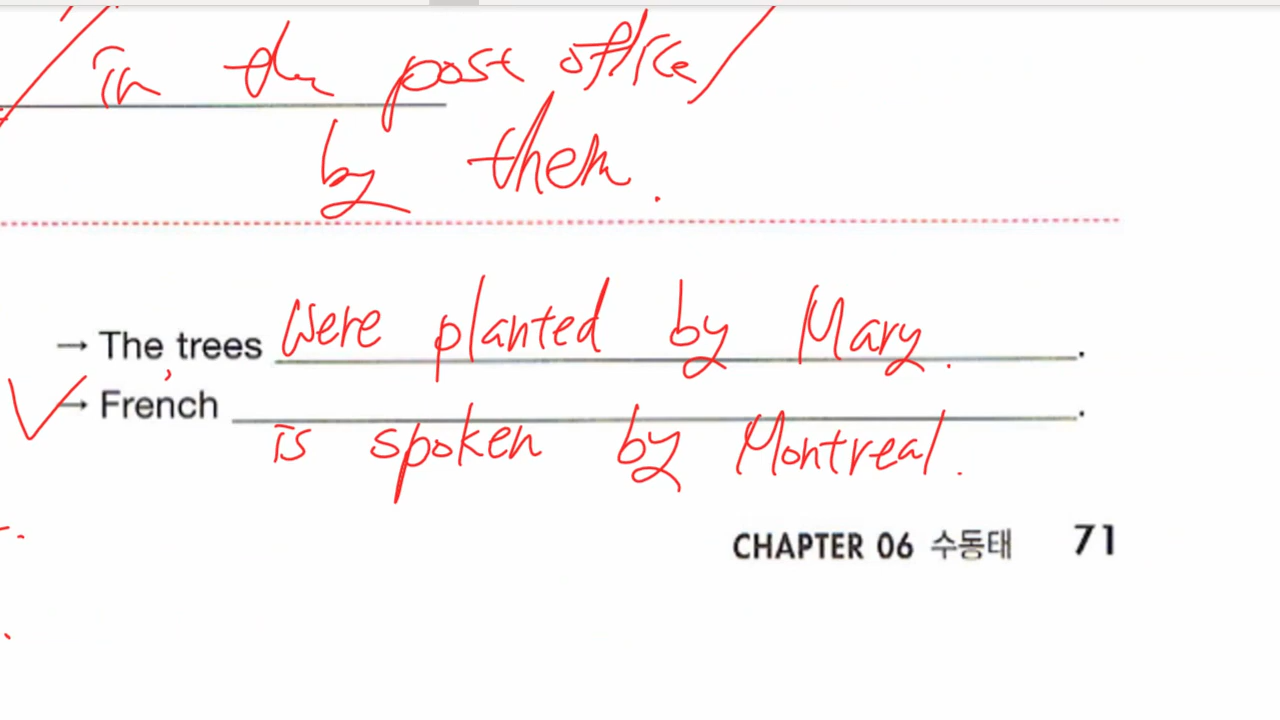 in the post office/
by them.
→ The trees were planted by Mary. .
→ French is spoken by Montreal. .
CHAPTER 06 수동태 71